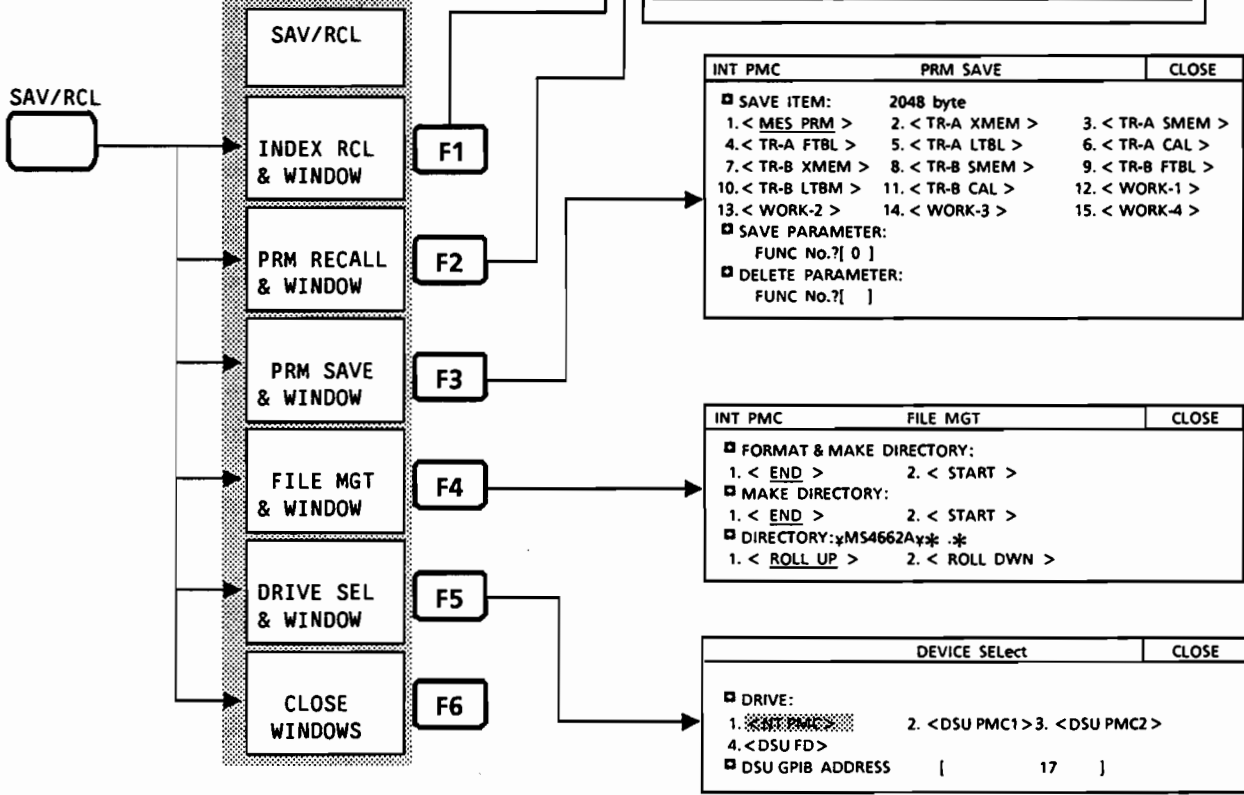 SAV/RCL
SAV/RCL
INDEX RCL
& WINDOW
F1
PRM RECALL
& WINDOW
F2
PRM SAVE
& WINDOW
F3
FILE MGT
& WINDOW
F4
DRIVE SEL
& WINDOW
F5
CLOSE
WINDOWS
F6
INT PMC PRM SAVE CLOSE
SAVE ITEM: 2048 byte
1.< MES PRM > 2. < TR-A XMEM > 3. < TR-A SMEM >
4.< TR-A FTBL > 5. < TR-A LTBL > 6. < TR-A CAL >
7.< TR-B XMEM > 8. < TR-B SMEM > 9. < TR-B FTBL >
10.< TR-B LTBM > 11. < TR-B CAL > 12. < WORK-1 >
13. < WORK-2 > 14. < WORK-3 > 15. < WORK-4 >
SAVE PARAMETER:
FUNC No.?[ 0 ]
DELETE PARAMETER:
FUNC No.?[ ]
INT PMC FILE MGT CLOSE
FORMAT & MAKE DIRECTORY:
1. < END > 2. < START >
MAKE DIRECTORY:
1. < END > 2. < START >
DIRECTORY:¥MS4662A¥* .*
1. < ROLL UP > 2. < ROLL DWN >
DEVICE SELect CLOSE
DRIVE:
1. <INT PMC> 2. <DSU PMC1> 3. <DSU PMC2>
4.<DSU FD>
DSU GPIB ADDRESS [ 17 ]